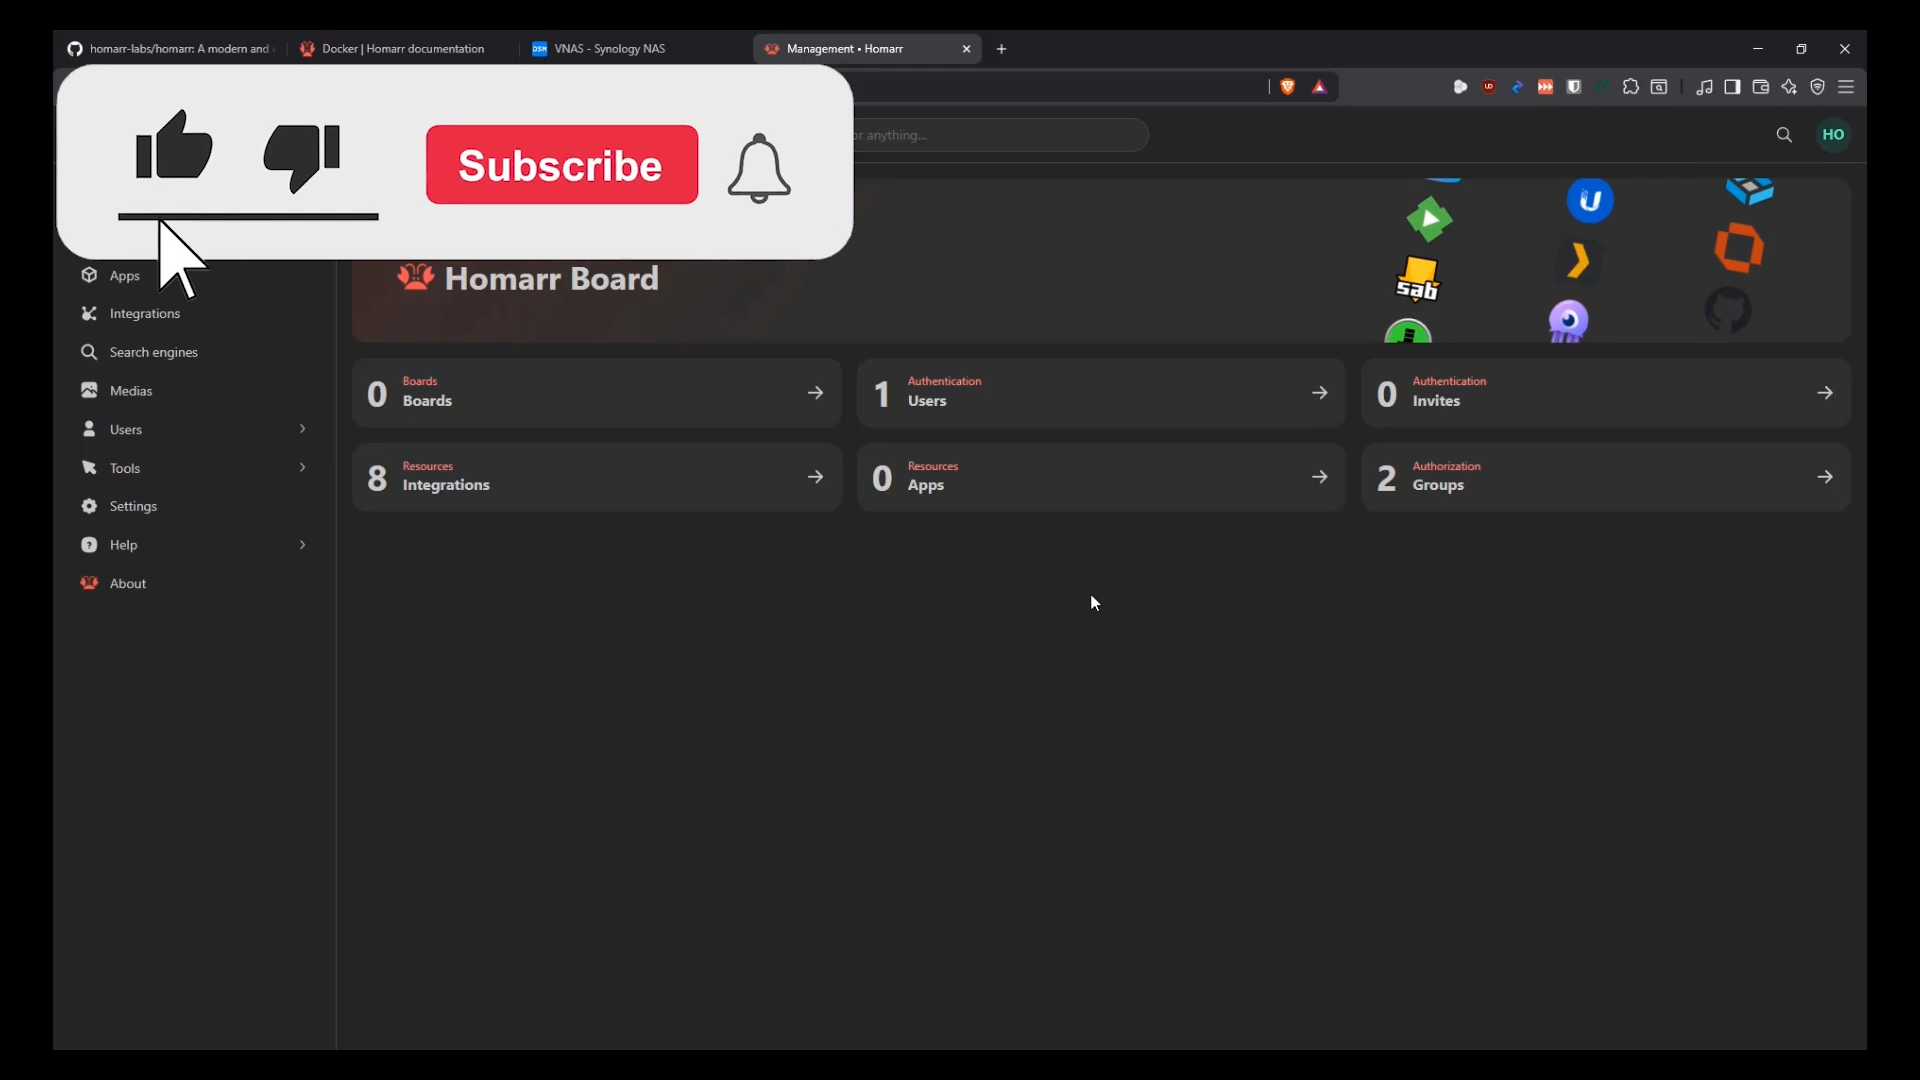 homarr-labs/homarr: A modern and
Docker | Homarr documentation
DSM
VNAS - Synology NAS
Management • Homarr
Subscribe
or anything...
HO
Apps
Homarr Board
sab
Integrations
Search engines
Medias
Users
Tools
Settings
Help
About
0
Boards
Boards
1
Authentication
Users
0
Authentication
Invites
8
Resources
Integrations
0
Resources
Apps
2
Authorization
Groups